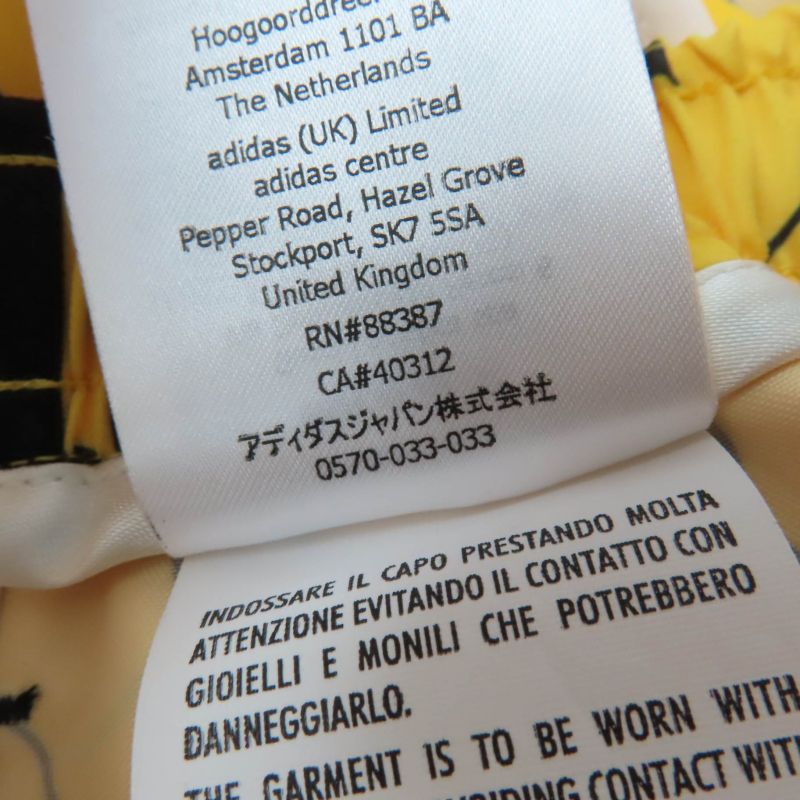 Hoogoorddreef
Amsterdam 1101 BA
The Netherlands
adidas (UK) Limited
adidas centre
Pepper Road, Hazel Grove
Stockport, SK7 5SA
United Kingdom
RN#88387
CA#40312
アディダスジャパン株式会社
0570-033-033
INDOSSARE IL CAPO PRESTANDO MOLTA
ATTENZIONE EVITANDO IL CONTATTO CON
GIOIELLI E MONILI CHE POTREBBERO
DANNEGGIARLO.
THE GARMENT IS TO BE WORN WITH
CONTACT WITH